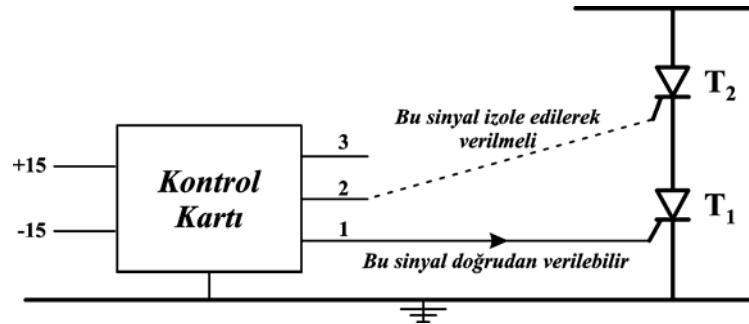 T2
Bu sinyal izole edilerek
verilmeli
3
+15
Kontrol
Kartı
2
-15
1
T1
Bu sinyal doğrudan verilebilir